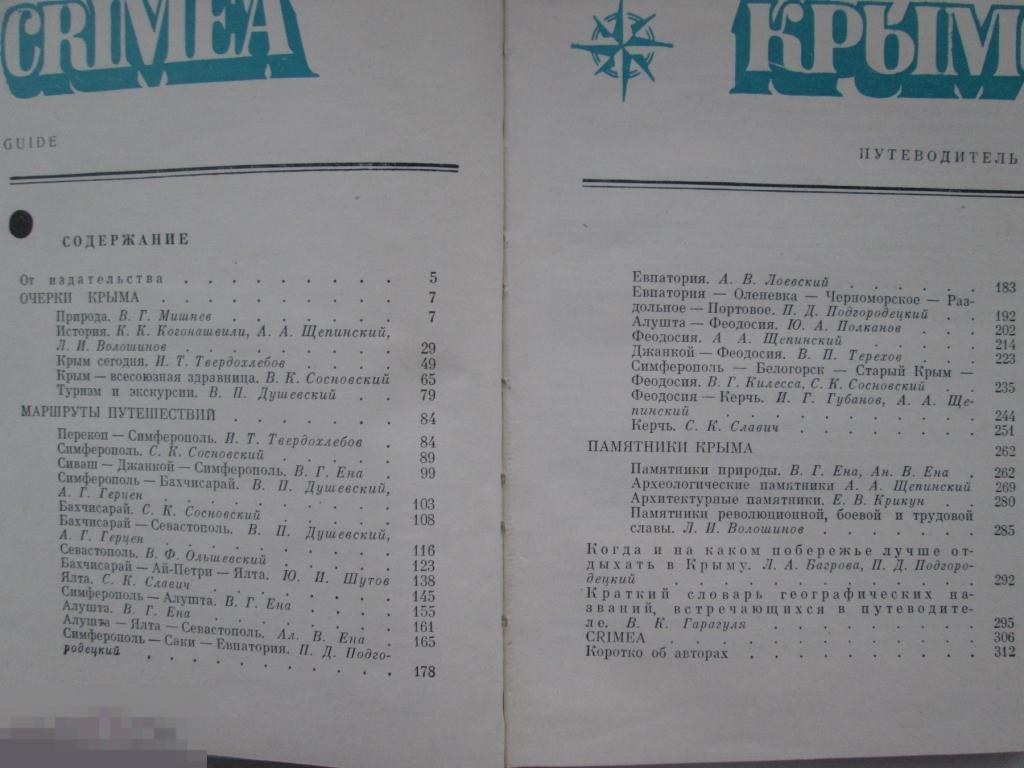 CRIMEA
GUIDE
СОДЕРЖАНИЕ
От издательства 5
ОЧЕРКИ КРЫМА 7
Природа. В. Г. Мишнев 7
История. К. К. Когонашвили, А. А. Щепинский,
Л. И. Волошинов 29
Крым сегодня. И. Т. Твердохлебов 49
Крым — всесоюзная здравница. В. К. Сосновский 65
Туризм и экскурсии. В. П. Душевский 79
МАРШРУТЫ ПУТЕШЕСТВИЙ 84
Перекоп — Симферополь. И. Т. Твердохлебов 84
Симферополь. С. К. Сосновский 89
Сиваш — Джанкой — Симферополь. В. Г. Ена 99
Симферополь — Бахчисарай. В. П. Душевский,
А. Г. Герцен 103
Бахчисарай. С. К. Сосновский 108
Бахчисарай — Севастополь. В. П. Душевский,
А. Г. Герцен 116
Севастополь. В. Ф. Ольшевский 123
Бахчисарай — Ай-Петри — Ялта. Ю. И. Шутов 138
Ялта. С. К. Славич 145
Симферополь — Алушта. В. Г. Ена 155
Алушта. В. Г. Ена 161
Алушта — Ялта — Севастополь. Ал. В. Ена 165
Симферополь — Саки — Евпатория. П. Д. Подго-
родецкий 178
КРЫМ
ПУТЕВОДИТЕЛЬ
Евпатория. А. В. Лоевский 183
Евпатория — Оленевка — Черноморское — Раз-
дольное — Портовое. П. Д. Подгородецкий 192
Алушта — Феодосия. Ю. А. Полканов 202
Феодосия. А А. Щепинский 214
Джанкой — Феодосия. В. П. Терехов 223
Симферополь — Белогорск — Старый Крым —
Феодосия. В. Г. Килесса, С. К. Сосновский 235
Феодосия — Керчь. И. Г. Губанов, А. А. Ще-
пинский 244
Керчь. С. К. Славич 251
ПАМЯТНИКИ КРЫМА 262
Памятники природы. В. Г. Ена, Ан. В. Ена 262
Археологические памятники А. А. Щепинский 269
Архитектурные памятники. Е. В. Крикун 280
Памятники революционной, боевой и трудовой
славы. Л. И. Волошинов 285
Когда и на каком побережье лучше от-
дыхать в Крыму. Л. А. Багрова, П. Д. Подгоро-
децкий 292
Краткий словарь географических на-
званий, встречающихся в путеводите-
ле. В. К. Гарагуля 295
CRIMEA 306
Коротко об авторах 312